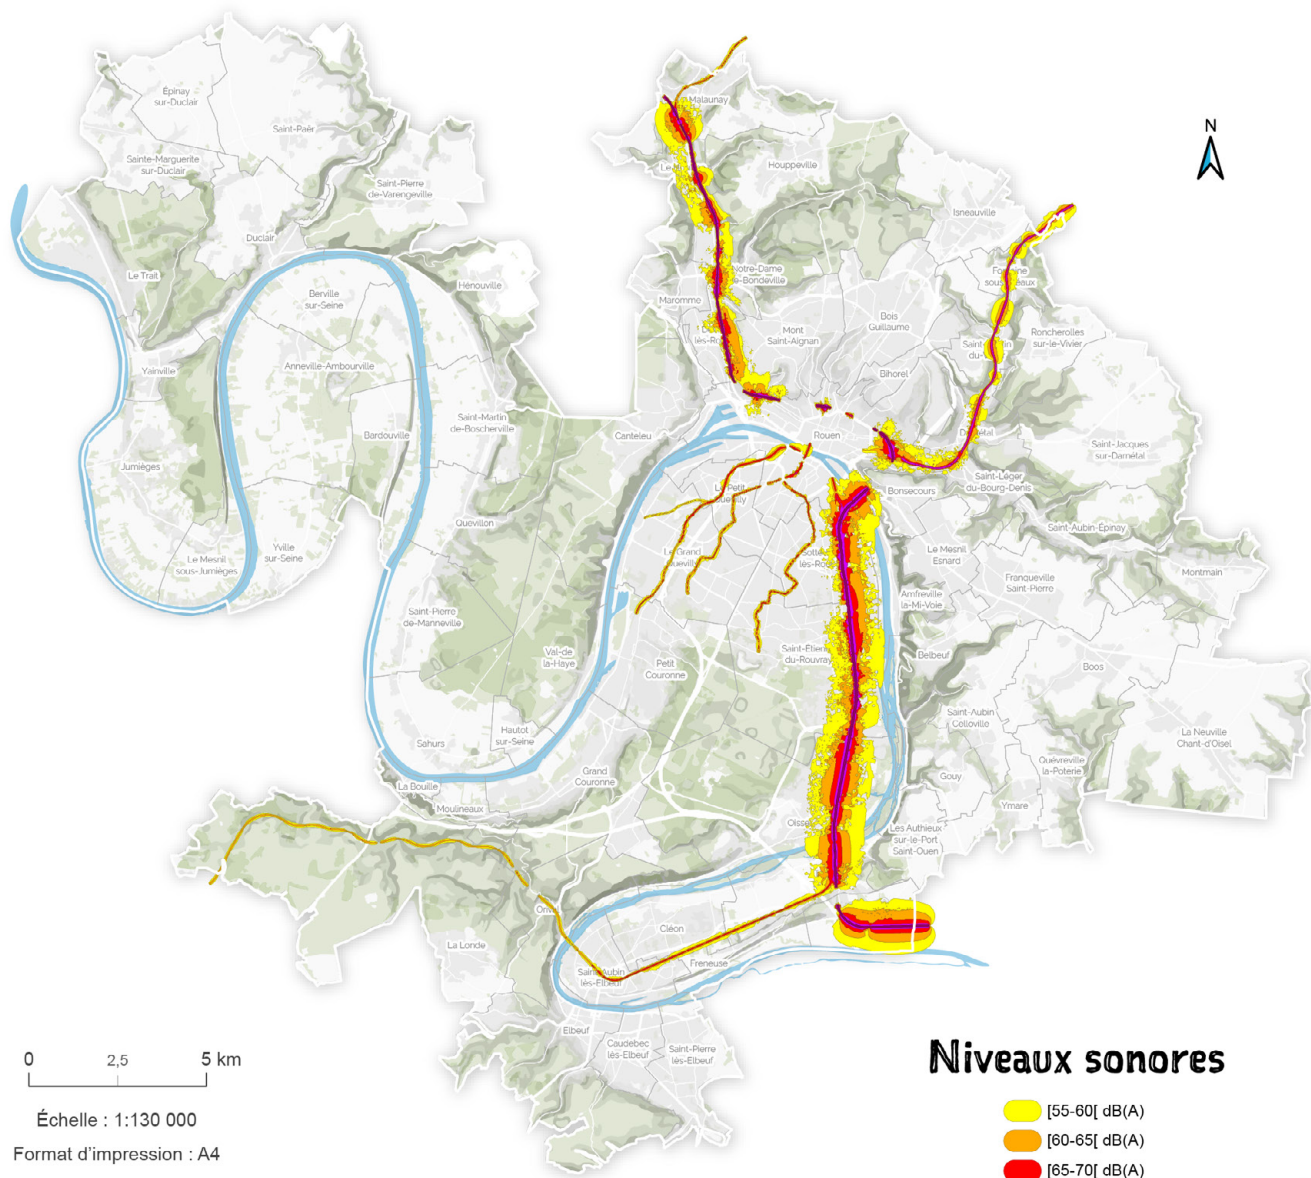 Malaunay
Épinay
sur-Duclair
N
Saint-Paër
Sainte-Marguerite
sur-Duclair
Houppeville
Saint-Pierre
de-Varengeville
Isneauville
Duclair
Le Trait
Notre-Dame
Hénouville
Berville
sur-Seine
Maromme
Bois
Guillaume
Mont
Saint-Aignan
Roncherolles
sur-le-Vivier
Anneville-Ambourville
Yainville
Bihorel
Saint-Martin
de-Boscherville
Canteleu
Bardouville
Rouen
Saint-Jacques
sur-Darnétal
Jumièges
Saint-Léger
du-Bourg-Denis
Le Petit
Bonsecours
Quevillon
Saint-Aubin-Épinay
Le Mesnil
sous-Jumièges
Yville
sur-Seine
Le Grand
Le Mesnil
Esnard
Montmain
Franqueville
Saint-Pierre
Amfreville
la-Mi-Voie
Saint-Pierre
de-Manneville
Val-de
la-Haye
Petit
Couronne
Saint-Étienne
du-Rouvray
Belbeuf
Boos
Saint-Aubin
Celloville
La Neuville
Chant-d'Oisel
Hautot
sur-Seine
Sahurs
Quévreville
la-Poterie
Grand
Couronne
Gouy
La Bouille
Moulineaux
Ymare
Les Authieux
sur-le-Port
Saint-Ouen
Cléon
La Londe
Freneuse
Saint-Aubin
lès-Elbeuf
Elbeuf
Caudebec
lès-Elbeuf
Saint-Pierre
lès-Elbeuf
0 2,5 5 km
Échelle : 1:130 000
Format d'impression : A4
Niveaux sonores
[55-60[ dB(A)
[60-65[ dB(A)
[65-70[ dB(A)